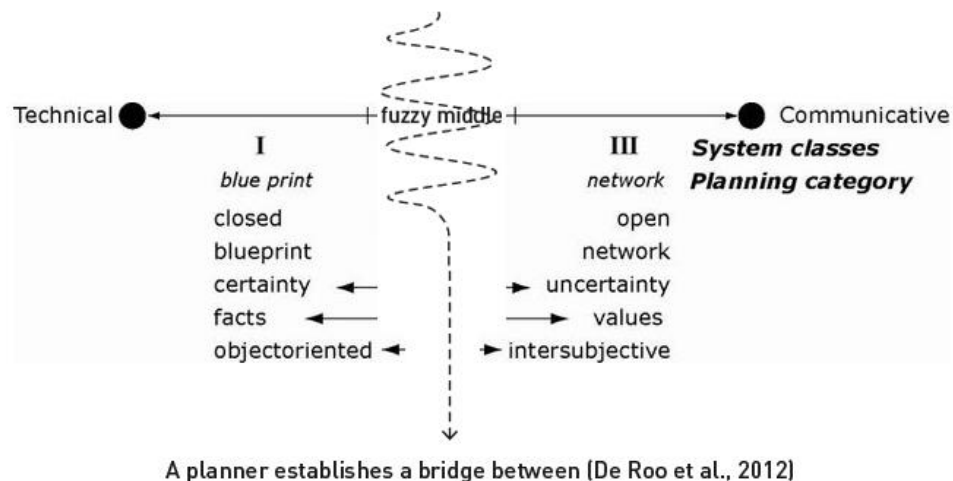 Technical fuzzy middle Communicative
I III System classes
blue print network Planning category
closed open
blueprint network
certainty uncertainty
facts values
objectoriented intersubjective
A planner establishes a bridge between (De Roo et al., 2012)